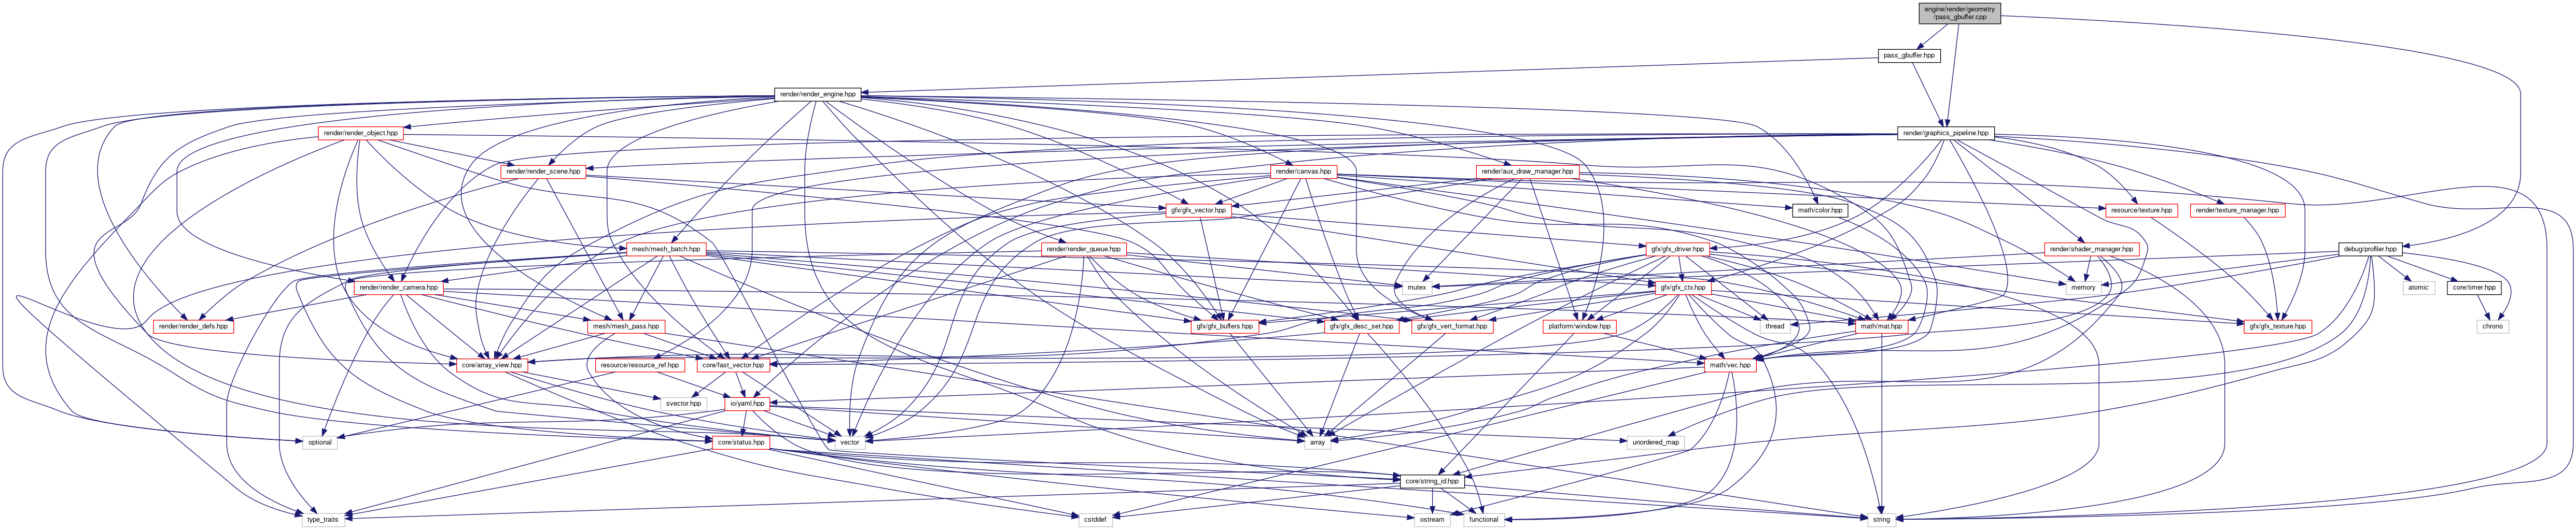 engine/render/geometry
/pass_gbuffer.cpp
pass_gbuffer.hpp
render/render_engine.hpp
render/render_object.hpp
render/graphics_pipeline.hpp
render/render_scene.hpp
render/canvas.hpp
render/aux_draw_manager.hpp
gfx/gfx_vector.hpp
math/color.hpp
resource/texture.hpp
render/texture_manager.hpp
mesh/mesh_batch.hpp
render/render_queue.hpp
gfx/gfx_driver.hpp
render/shader_manager.hpp
debug/profiler.hpp
render/render_camera.hpp
mutex
gfx/gfx_ctx.hpp
memory
atomic
core/timer.hpp
render/render_defs.hpp
mesh/mesh_pass.hpp
gfx/gfx_buffers.hpp
gfx/gfx_desc_set.hpp
gfx/gfx_vert_format.hpp
platform/window.hpp
thread
math/mat.hpp
gfx/gfx_texture.hpp
chrono
core/array_view.hpp
resource/resource_ref.hpp
core/fast_vector.hpp
math/vec.hpp
svector.hpp
io/yaml.hpp
optional
core/status.hpp
vector
unordered_map
array
core/string_id.hpp
type_traits
cstddef
ostream
functional
string